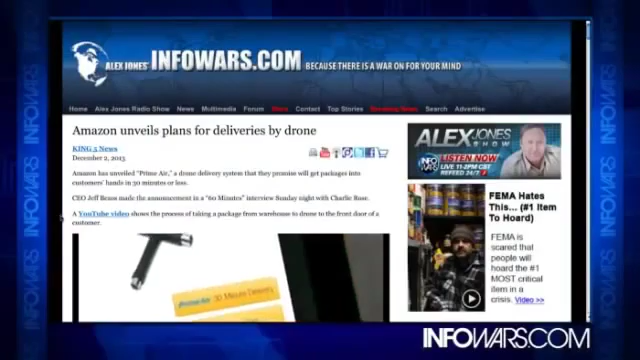 ALEX JONES' INFOWARS.COM BECAUSE THERE IS A WAR ON FOR YOUR MIND
Home Alex Jones Radio Show News Multimedia Forum Store Contact Top Stories Breaking News Search Advertise
Amazon unveils plans for deliveries by drone
KING 5 News
December 2, 2013
Amazon has unveiled "Prime Air," a drone delivery system that they promise will get packages into
customers' hands in 30 minutes or less.
CEO Jeff Bezos made the announcement in a "60 Minutes" interview Sunday night with Charlie Rose.
A YouTube video shows the process of taking a package from warehouse to drone to the front door of a
customer.
PrimeAir 30 Minute Delivery
ALEX JONES
SHOW
INFO
WARS
LISTEN NOW
LIVE 11-2PM CST
REFEED 24/7
FEMA Hates
This... (#1 Item
To Hoard)
FEMA is
scared that
people will
hoard the #1
MOST critical
item in a
crisis. Video >>
INFOWARS
INFOWARS
INFOWARS.COM